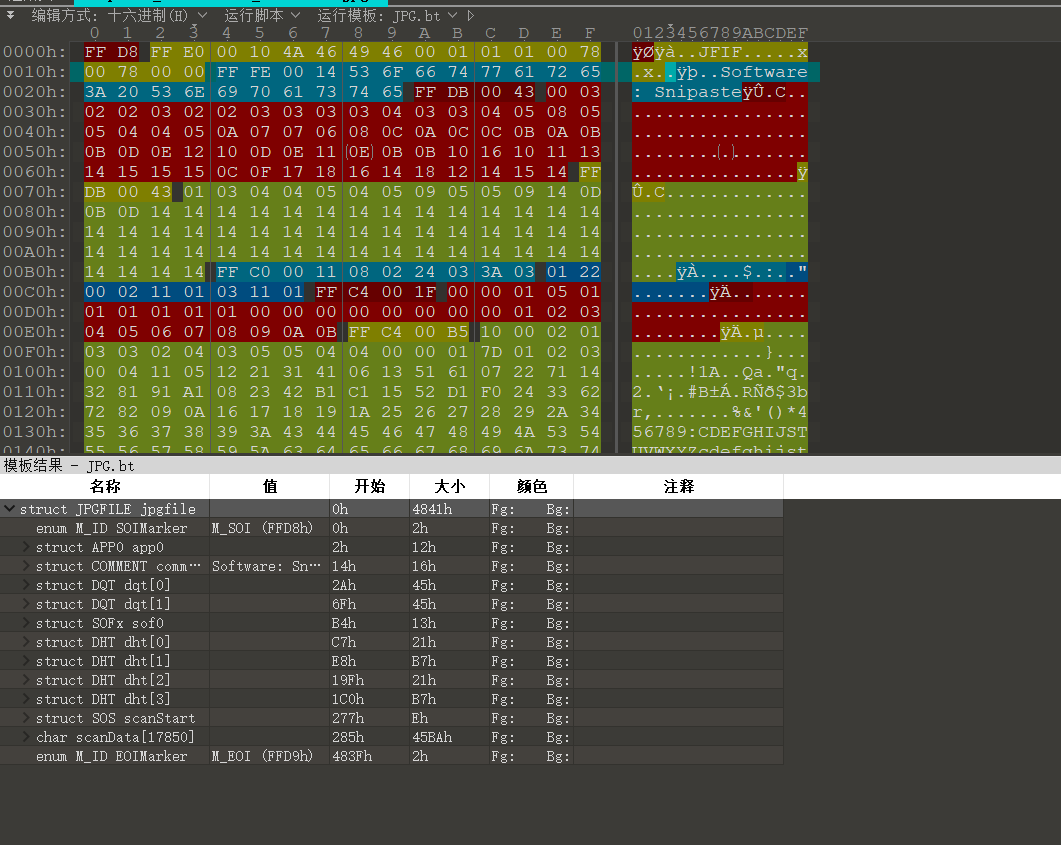 编辑方式: 十六进制(H) 运行脚本 运行模板: JPG.bt
0 1 2 3 4 5 6 7 8 9 A B C D E F 0123456789ABCDEF
0000h: FF D8 FF E0 00 10 4A 46 49 46 00 01 01 01 00 78 ÿØÿà..JFIF.....x
0010h: 00 78 00 00 FF FE 00 14 53 6F 66 74 77 61 72 65 .x..ÿþ..Software
0020h: 3A 20 53 6E 69 70 61 73 74 65 FF DB 00 43 00 03 : SnipasteÿÛ.C..
0030h: 02 02 03 02 02 03 03 03 03 04 03 03 04 05 08 05 ................
0040h: 05 04 04 05 0A 07 07 06 08 0C 0A 0C 0C 0B 0A 0B ................
0050h: 0B 0D 0E 12 10 0D 0E 11 0E 0B 0B 10 16 10 11 13 ................
0060h: 14 15 15 15 0C 0F 17 18 16 14 18 12 14 15 14 FF ...............ÿ
0070h: DB 00 43 01 03 04 04 05 04 05 09 05 05 09 14 0D Û.C.............
0080h: 0B 0D 14 14 14 14 14 14 14 14 14 14 14 14 14 14 ................
0090h: 14 14 14 14 14 14 14 14 14 14 14 14 14 14 14 14 ................
00A0h: 14 14 14 14 14 14 14 14 14 14 14 14 14 14 14 14 ................
00B0h: 14 14 14 14 FF C0 00 11 08 02 24 03 3A 03 01 22 ....ÿÀ....$.:.."
00C0h: 00 02 11 01 03 11 01 FF C4 00 1F 00 00 01 05 01 .......ÿÄ.......
00D0h: 01 01 01 01 01 00 00 00 00 00 00 00 00 01 02 03 ................
00E0h: 04 05 06 07 08 09 0A 0B FF C4 00 B5 10 00 02 01 ........ÿÄ.µ....
00F0h: 03 03 02 04 03 05 05 04 04 00 00 01 7D 01 02 03 ............}...
0100h: 00 04 11 05 12 21 31 41 06 13 51 61 07 22 71 14 .....!1A..Qa."q.
0110h: 32 81 91 A1 08 23 42 B1 C1 15 52 D1 F0 24 33 62 2.‘¡.#B±Á.RÑð$3b
0120h: 72 82 09 0A 16 17 18 19 1A 25 26 27 28 29 2A 34 r‚.......%&'()*4
0130h: 35 36 37 38 39 3A 43 44 45 46 47 48 49 4A 53 54 56789:CDEFGHIJST
0140h: 55 56 57 58 59 5A 63 64 65 66 67 68 69 6A 73 74 UVWXYZcdefghijst
模板结果 - JPG.bt
名称 值 开始 大小 颜色 注释
struct JPGFILE jpgfile 0h 4841h Fg: Bg:
enum M_ID SOIMarker M_SOI (FFD8h) 0h 2h Fg: Bg:
struct APP0 app0 2h 12h Fg: Bg:
struct COMMENT comm··· Software: Sn··· 14h 16h Fg: Bg:
struct DQT dqt[0] 2Ah 45h Fg: Bg:
struct DQT dqt[1] 6Fh 45h Fg: Bg:
struct SOFx sof0 B4h 13h Fg: Bg:
struct DHT dht[0] C7h 21h Fg: Bg:
struct DHT dht[1] E8h B7h Fg: Bg:
struct DHT dht[2] 19Fh 21h Fg: Bg:
struct DHT dht[3] 1C0h B7h Fg: Bg:
struct SOS scanStart 277h Eh Fg: Bg:
char scanData[17850] 285h 45BAh Fg: Bg:
enum M_ID EOIMarker M_EOI (FFD9h) 483Fh 2h Fg: Bg: